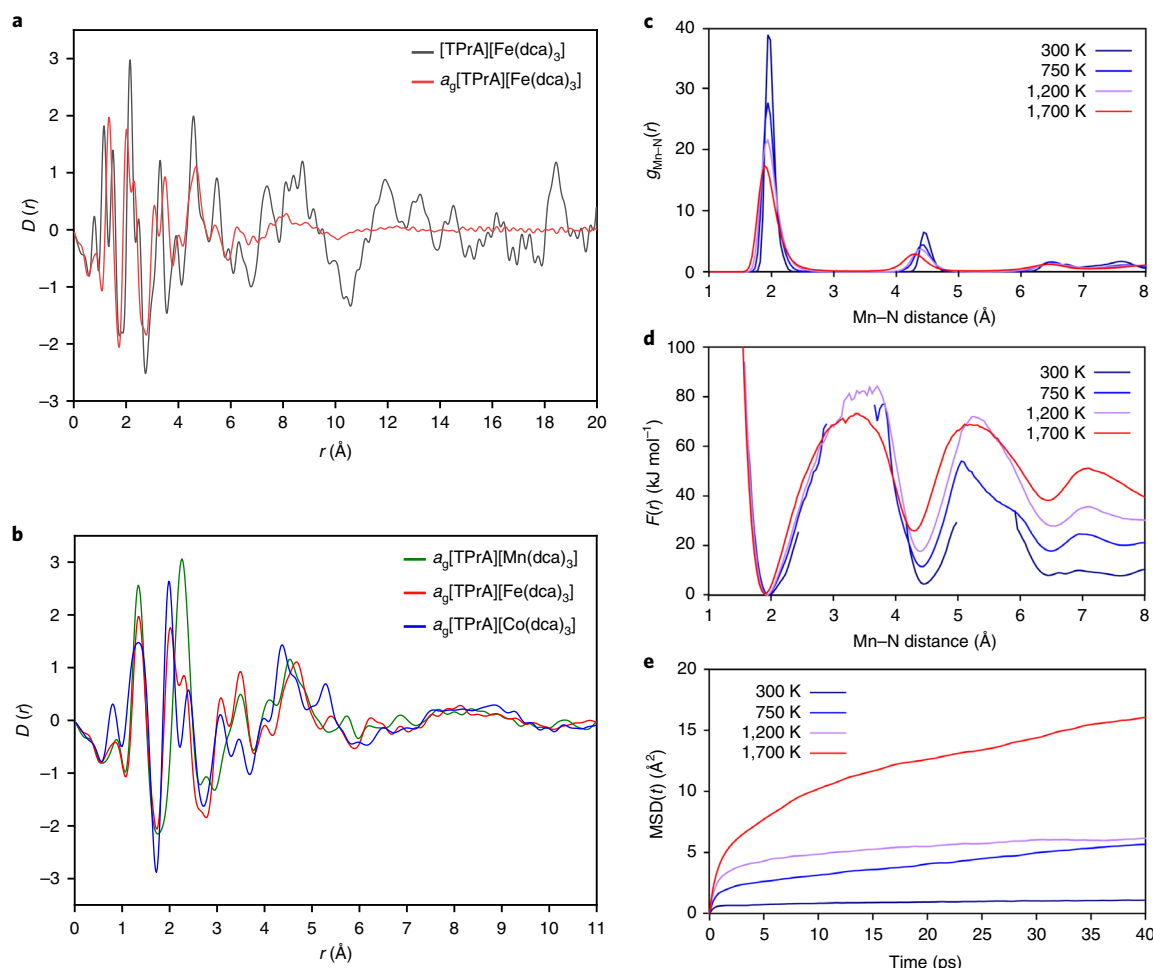 a
[TPrA][Fe(dca)3]
ag[TPrA][Fe(dca)3]
D (r)
3
2
1
0
–1
–2
–3
0 2 4 6 8 10 12 14 16 18 20
r (Å)
b
ag[TPrA][Mn(dca)3]
ag[TPrA][Fe(dca)3]
ag[TPrA][Co(dca)3]
D (r)
3
2
1
0
–1
–2
–3
0 1 2 3 4 5 6 7 8 9 10 11
r (Å)
c
300 K
750 K
1,200 K
1,700 K
gMn–N(r)
40
30
20
10
0
1 2 3 4 5 6 7 8
Mn–N distance (Å)
d
300 K
750 K
1,200 K
1,700 K
F(r) (kJ mol–1)
100
80
60
40
20
0
1 2 3 4 5 6 7 8
Mn–N distance (Å)
e
300 K
750 K
1,200 K
1,700 K
MSD(t) (Å2)
20
15
10
5
0
0 5 10 15 20 25 30 35 40
Time (ps)